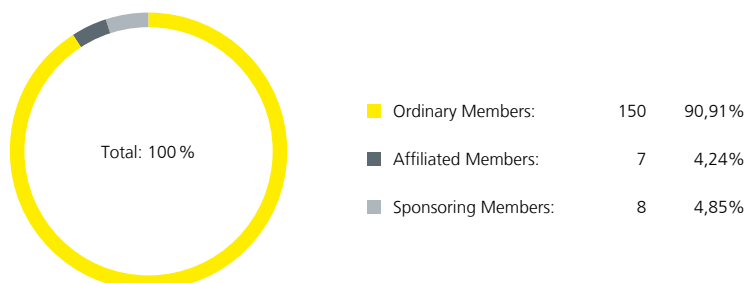 Total: 100 %
Ordinary Members: 150 90,91%
Affiliated Members: 7 4,24%
Sponsoring Members: 8 4,85%